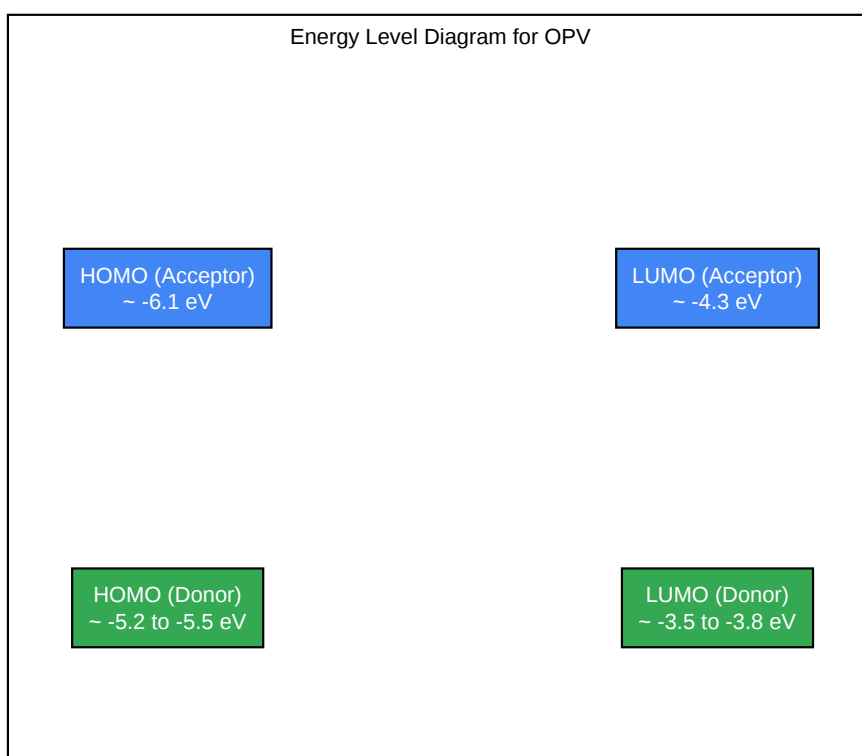 Energy Level Diagram for OPV
HOMO (Acceptor)
~ -6.1 eV
LUMO (Acceptor)
~ -4.3 eV
HOMO (Donor)
~ -5.2 to -5.5 eV
LUMO (Donor)
~ -3.5 to -3.8 eV